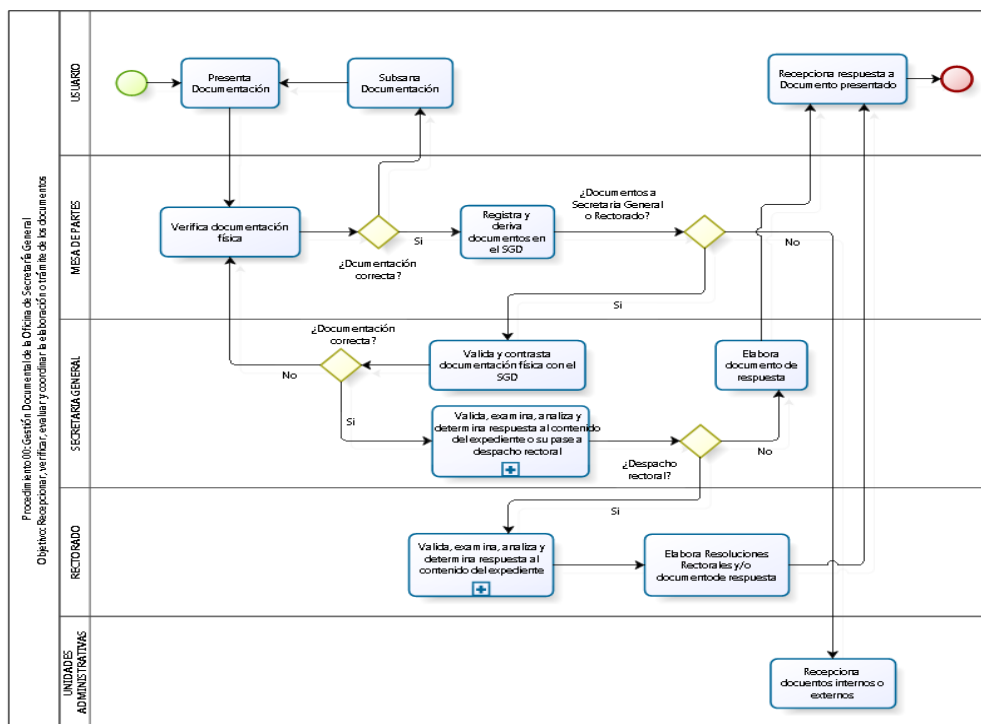 Procedimiento 00: Gestión Documental de la Oficina de Secretaría General
Objetivo: Recepcionar, verificar, evaluar y coordinar la elaboración o trámite de los documentos
USUARIO
Presenta
Documentación
Subsana
Documentación
Recepciona respuesta a
Documento presentado
MESA DE PARTES
Verifica documentación
física
¿Dcumentación
correcta?
Si
Registra y
deriva
documentos en
el SGD
¿Documentos a
Secretaría General
o Rectorado?
No
Si
SECRETARIA GENERAL
¿Documentación
correcta?
No
Si
Valida y contrasta
documentación física con el
SGD
Elabora
documento de
respuesta
Valida, examina, analiza y
determina respuesta al contenido
del expediente o su pase a
despacho rectoral
¿Despacho
rectoral?
No
Si
RECTORADO
Valida, examina, analiza y
determina respuesta al
contenido del expediente
Elabora Resoluciones
Rectorales y/o
documentode respuesta
UNIDADES
ADMINISTRATIVAS
Recepciona
docuentos internos o
externos